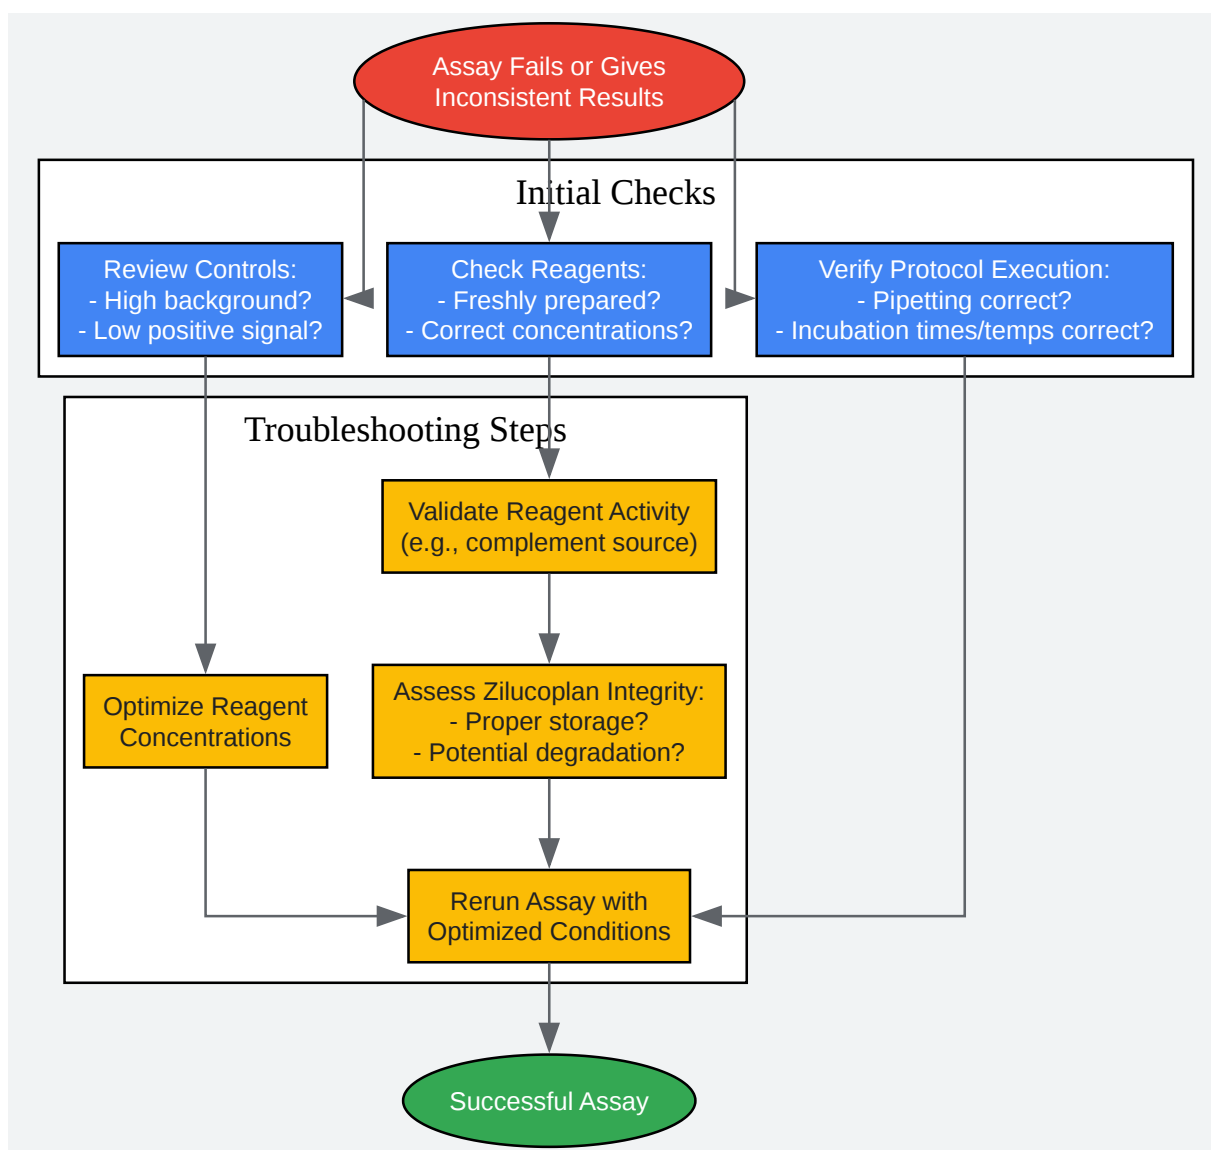 Assay Fails or Gives
Inconsistent Results
Initial Checks
Review Controls:
- High background?
- Low positive signal?
Check Reagents:
- Freshly prepared?
- Correct concentrations?
Verify Protocol Execution:
- Pipetting correct?
- Incubation times/temps correct?
Troubleshooting Steps
Validate Reagent Activity
(e.g., complement source)
Optimize Reagent
Concentrations
Assess Zilucoplan Integrity:
- Proper storage?
- Potential degradation?
Rerun Assay with
Optimized Conditions
Successful Assay